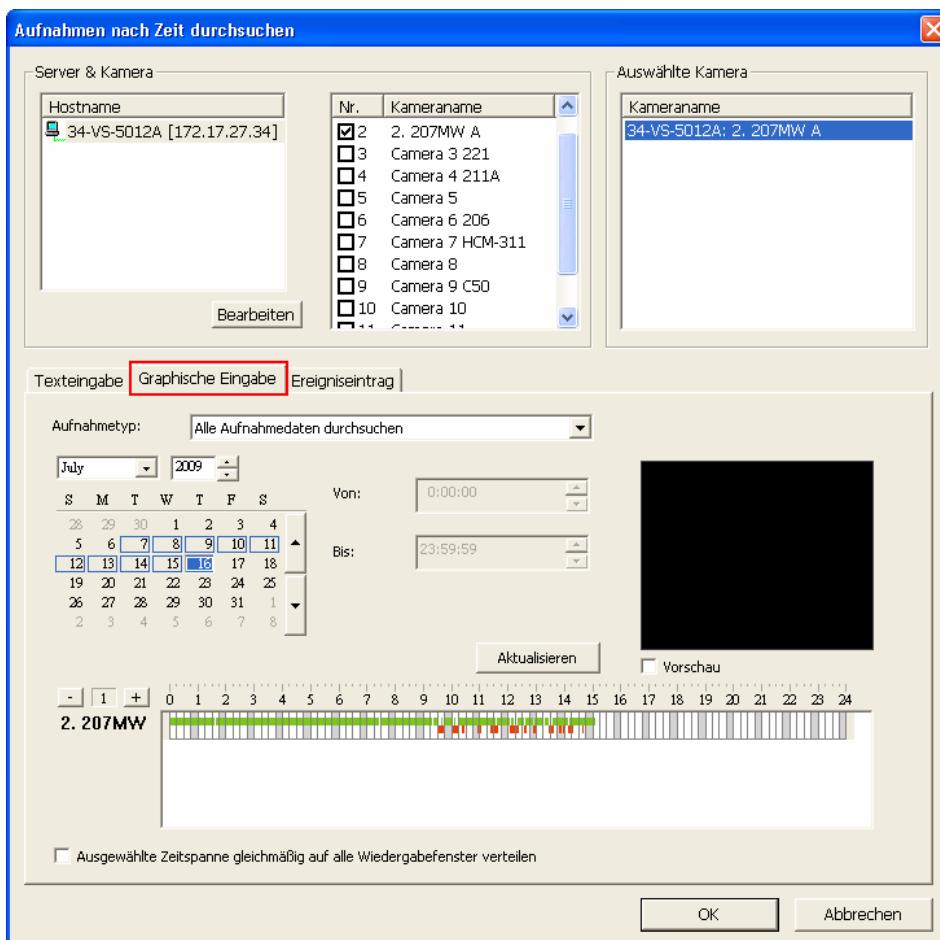 Aufnahmen nach Zeit durchsuchen
Server & Kamera
Hostname
34-VS-5012A [172.17.27.34]
Bearbeiten
Nr. Kameraname
2 2. 207MW A
3 Camera 3 221
4 Camera 4 211A
5 Camera 5
6 Camera 6 206
7 Camera 7 HCM-311
8 Camera 8
9 Camera 9 C50
10 Camera 10
Auswählte Kamera
Kameraname
34-VS-5012A: 2. 207MW A
Texteingabe Graphische Eingabe Ereigniseintrag
Aufnahmetyp: Alle Aufnahmedaten durchsuchen
July 2009
S M T W T F S
28 29 30 1 2 3 4
5 6 7 8 9 10 11
12 13 14 15 16 17 18
19 20 21 22 23 24 25
26 27 28 29 30 31 1
2 3 4 5 6 7 8
Von: 0:00:00
Bis: 23:59:59
Aktualisieren
Vorschau
- 1 + 0 1 2 3 4 5 6 7 8 9 10 11 12 13 14 15 16 17 18 19 20 21 22 23 24
2. 207MW
Ausgewählte Zeitspanne gleichmäßig auf alle Wiedergabefenster verteilen
OK Abbrechen